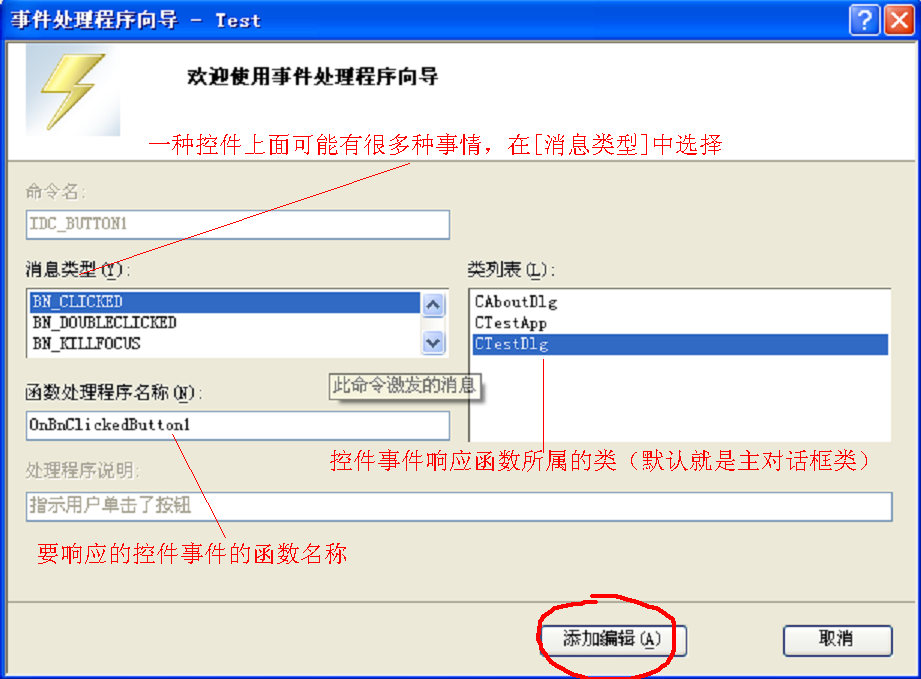 事件处理程序向导 - Test
欢迎使用事件处理程序向导
一种控件上面可能有很多种事情，在[消息类型]中选择
命令名:
IDC_BUTTON1
消息类型(Y):
BN_CLICKED
BN_DOUBLECLICKED
BN_KILLFOCUS
类列表(L):
CAboutDlg
CTestApp
CTestDlg
此命令激发的消息
函数处理程序名称(N):
OnBnClickedButton1
控件事件响应函数所属的类（默认就是主对话框类）
处理程序说明:
指示用户单击了按钮
要响应的控件事件的函数名称
添加编辑(A)
取消